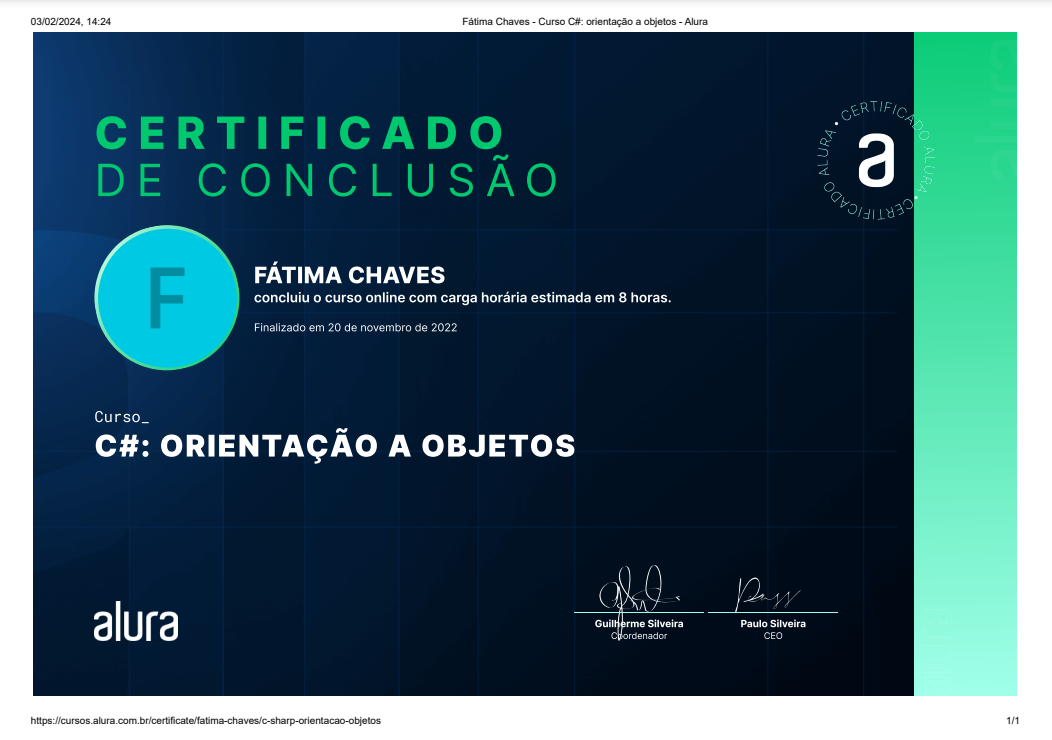 03/02/2024, 14:24
Fátima Chaves - Curso C#: orientação a objetos - Alura
CERTIFICADO
DE CONCLUSÃO
• CERTIFICADO ALURA • CERTIFICADO ALURA
a
F
FÁTIMA CHAVES
concluiu o curso online com carga horária estimada em 8 horas.
Finalizado em 20 de novembro de 2022
Curso_
C#: ORIENTAÇÃO A OBJETOS
alura
Guilherme Silveira
Coordenador
Paulo Silveira
CEO
https://cursos.alura.com.br/certificate/fatima-chaves/c-sharp-orientacao-objetos
1/1